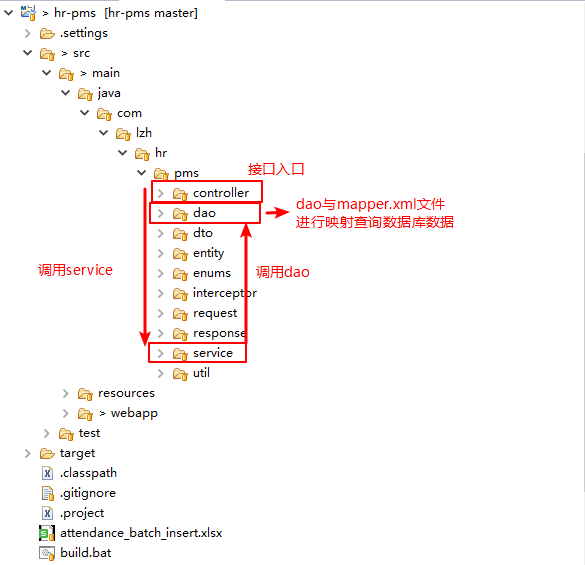 > hr-pms [hr-pms master]
.settings
> src
> main
java
com
lzh
hr
pms
接口入口
controller
dao
dao与mapper.xml文件
进行映射查询数据库数据
dto
entity
调用service
enums
调用dao
interceptor
request
response
service
util
resources
> webapp
test
target
.classpath
.gitignore
.project
attendance_batch_insert.xlsx
build.bat